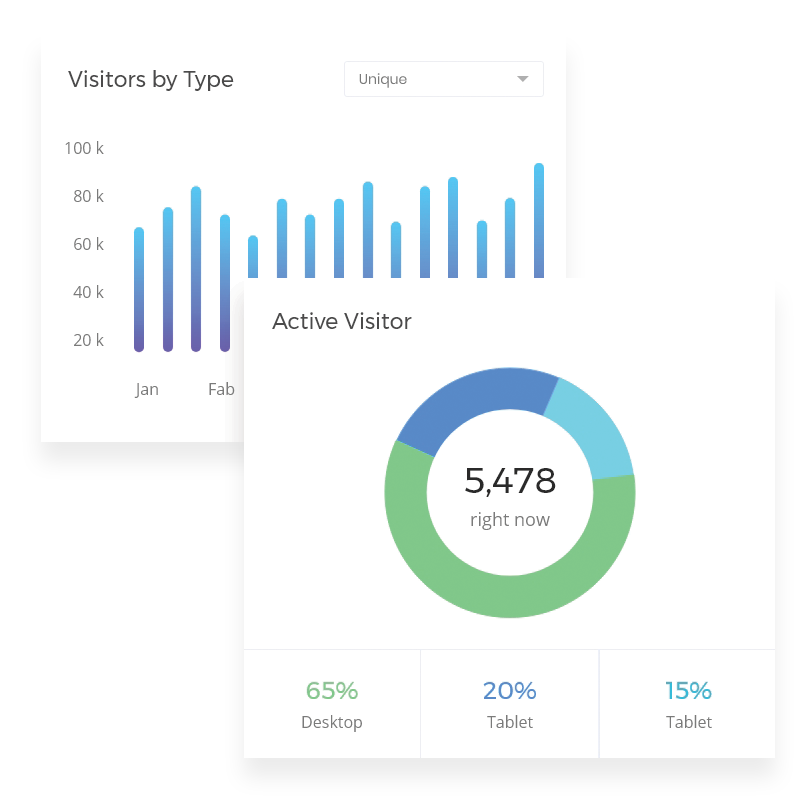 Visitors by Type
Unique
100 k
80 k
60 k
40 k
20 k
Jan
Fab
Active Visitor
5,478
right now
65%
Desktop
20%
Tablet
15%
Tablet